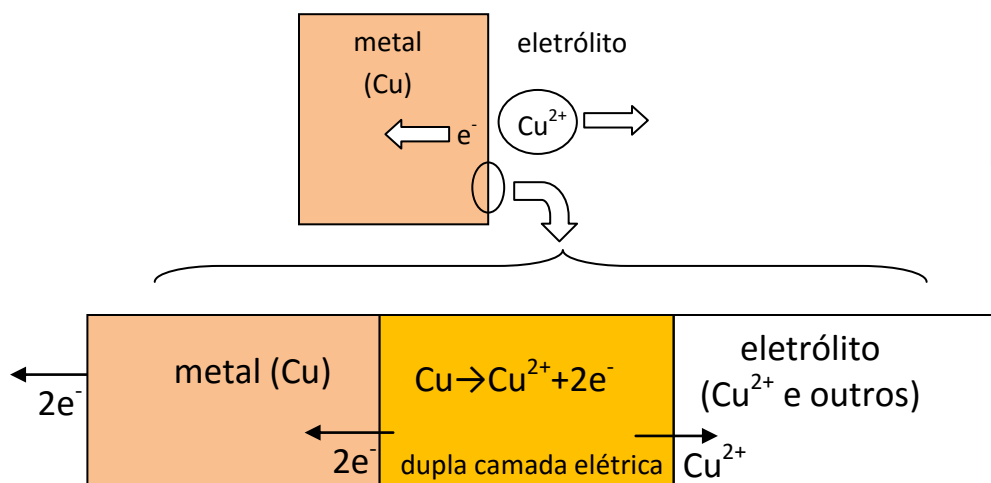 metal
(Cu)
eletrólito
e⁻
Cu²⁺
metal (Cu)
Cu→Cu²⁺+2e⁻
eletrólito
(Cu²⁺ e outros)
2e⁻
2e⁻
dupla camada elétrica
Cu²⁺